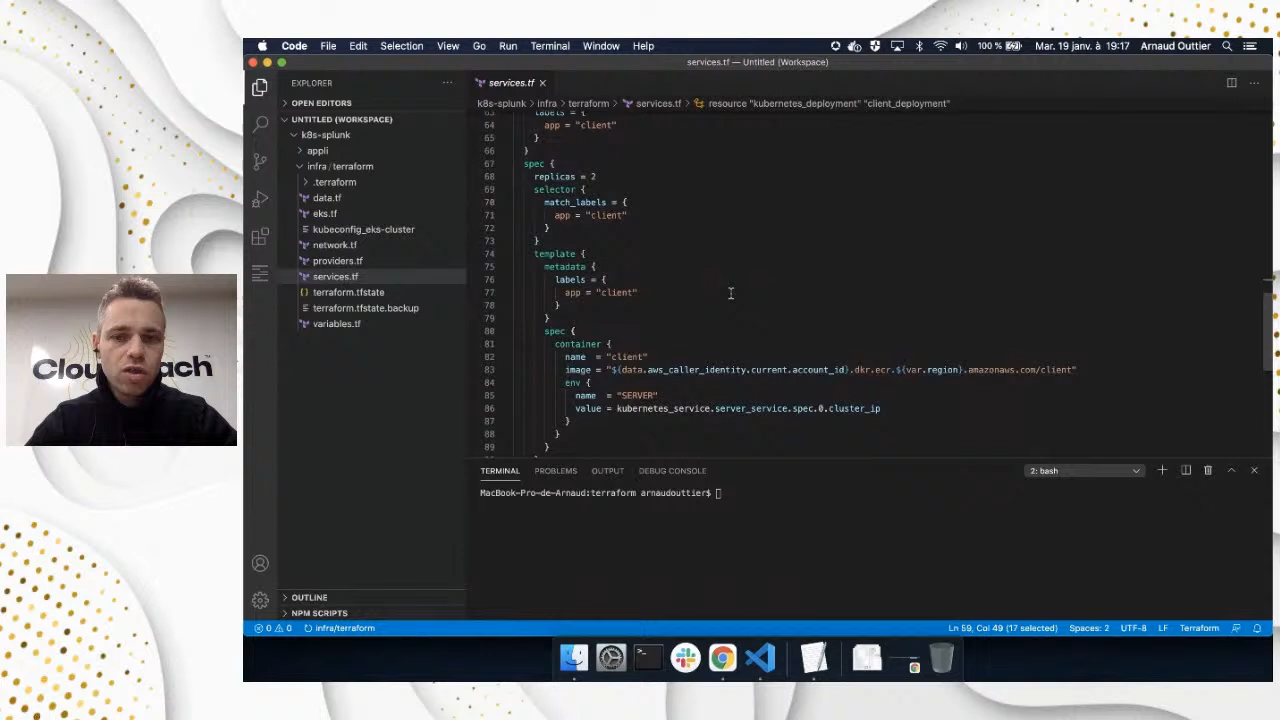 Code File Edit Selection View Go Run Terminal Window Help 100 % Mar. 19 janv. à 19:17 Arnaud Outtier
services.tf — Untitled (Workspace)
EXPLORER
OPEN EDITORS
UNTITLED (WORKSPACE)
k8s-splunk
appli
infra / terraform
.terraform
data.tf
eks.tf
kubeconfig_eks-cluster
network.tf
providers.tf
services.tf
terraform.tfstate
terraform.tfstate.backup
variables.tf
OUTLINE
NPM SCRIPTS
services.tf
k8s-splunk > infra > terraform > services.tf > resource "kubernetes_deployment" "client_deployment"
63 labels = {
64 app = "client"
65 }
66 }
67 spec {
68 replicas = 2
69 selector {
70 match_labels = {
71 app = "client"
72 }
73 }
74 template {
75 metadata {
76 labels = {
77 app = "client"
78 }
79 }
80 spec {
81 container {
82 name = "client"
83 image = "${data.aws_caller_identity.current.account_id}.dkr.ecr.${var.region}.amazonaws.com/client"
84 env {
85 name = "SERVER"
86 value = kubernetes_service.server_service.spec.0.cluster_ip
87 }
88 }
89 }
TERMINAL PROBLEMS OUTPUT DEBUG CONSOLE 2: bash
MacBook-Pro-de-Arnaud:terraform arnaudouttier$
0 0 infra/terraform Ln 59, Col 49 (17 selected) Spaces: 2 UTF-8 LF Terraform